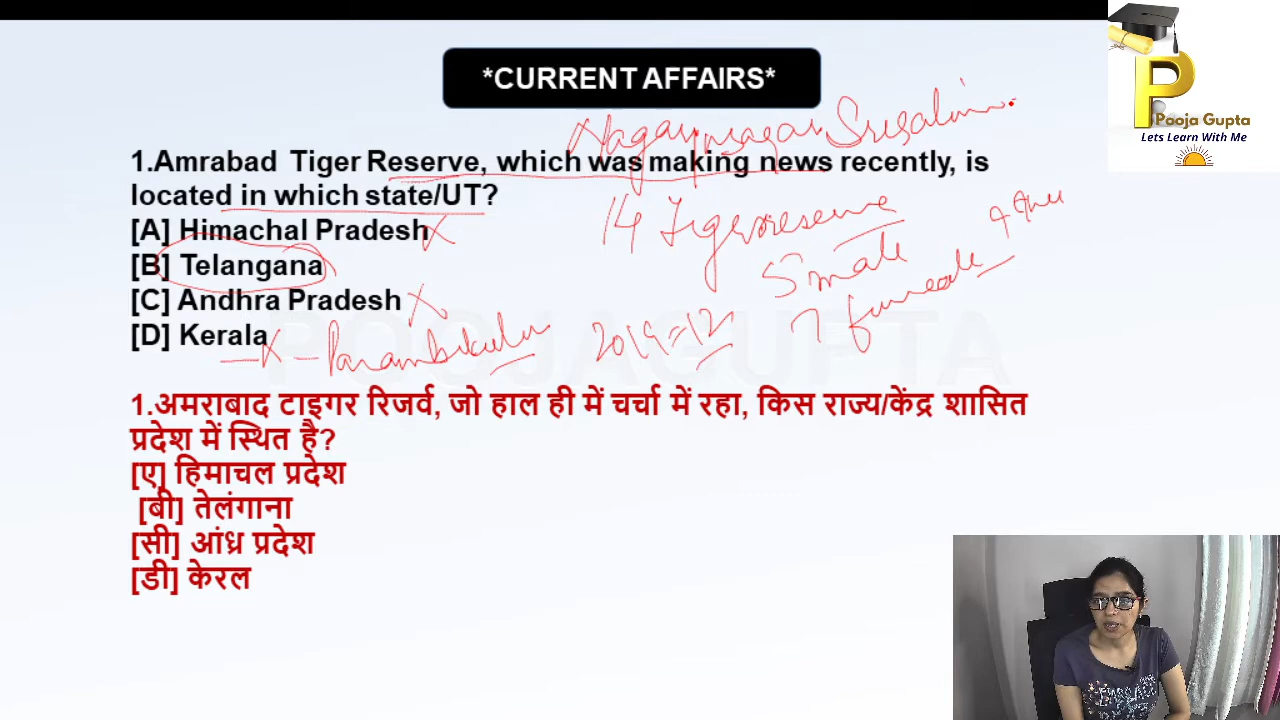 *CURRENT AFFAIRS*
P
Pooja Gupta
Lets Learn With Me
Nagarjunsagar Srisailam
1.Amrabad Tiger Reserve, which was making news recently, is
located in which state/UT?
14 Tiger reserve
[A] Himachal Pradesh X
5 male
[B] Telangana
7 female
[C] Andhra Pradesh X
[D] Kerala
X - Parambikulam 2019 = 12
POOJAGUPTA
1.अमराबाद टाइगर रिजर्व, जो हाल ही में चर्चा में रहा, किस राज्य/केंद्र शासित
प्रदेश में स्थित है?
[ए] हिमाचल प्रदेश
[बी] तेलंगाना
[सी] आंध्र प्रदेश
[डी] केरल